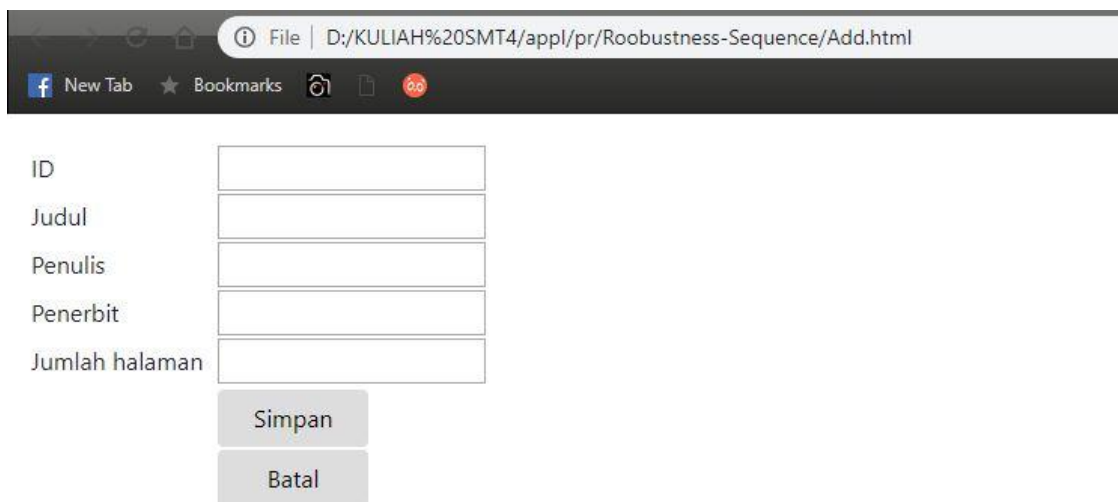 File | D:/KULIAH%20SMT4/appl/pr/Roobustness-Sequence/Add.html
New Tab Bookmarks
ID
Judul
Penulis
Penerbit
Jumlah halaman
Simpan
Batal